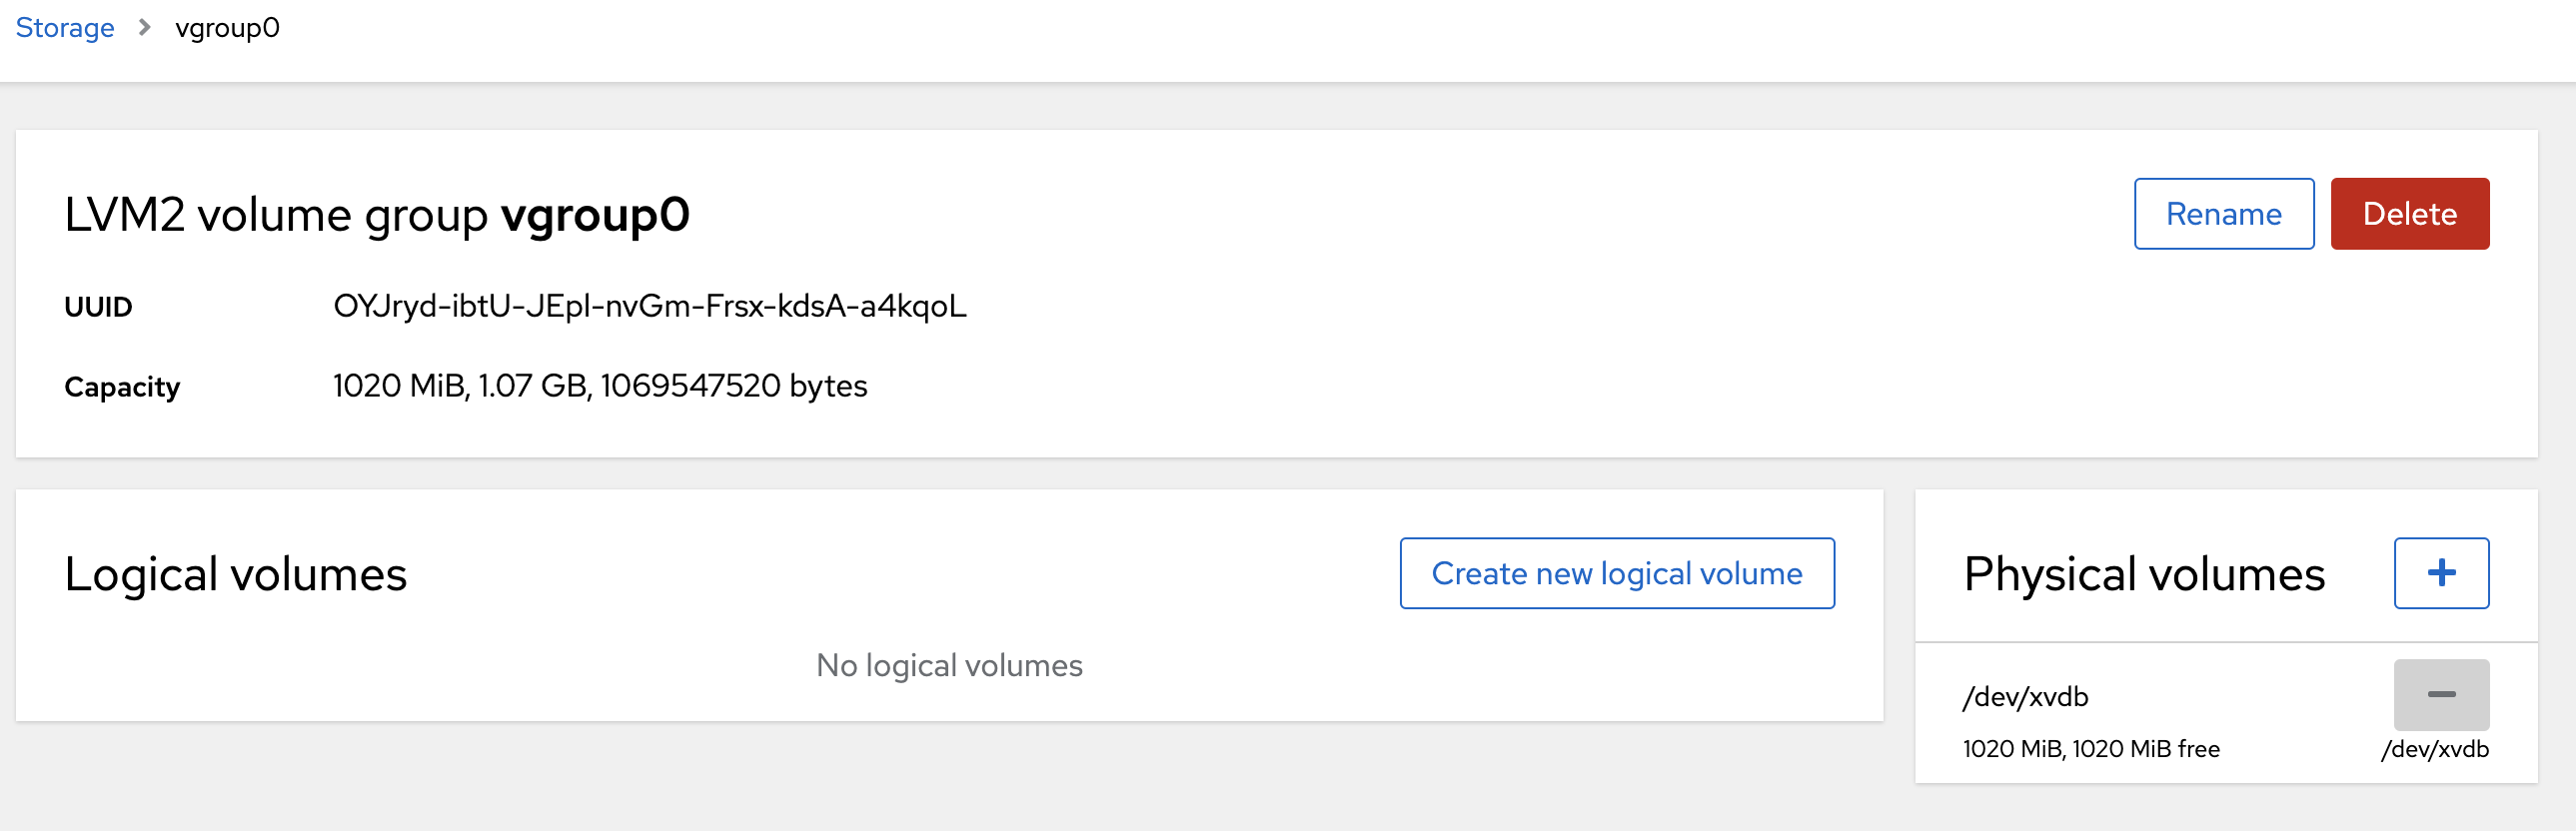 Storage > vgroup0
LVM2 volume group vgroup0
Rename
Delete
UUID OYJryd-ibtU-JEpl-nvGm-Frsx-kdsA-a4kqoL
Capacity 1020 MiB, 1.07 GB, 1069547520 bytes
Logical volumes
Create new logical volume
No logical volumes
Physical volumes
+
/dev/xvdb
−
1020 MiB, 1020 MiB free
/dev/xvdb